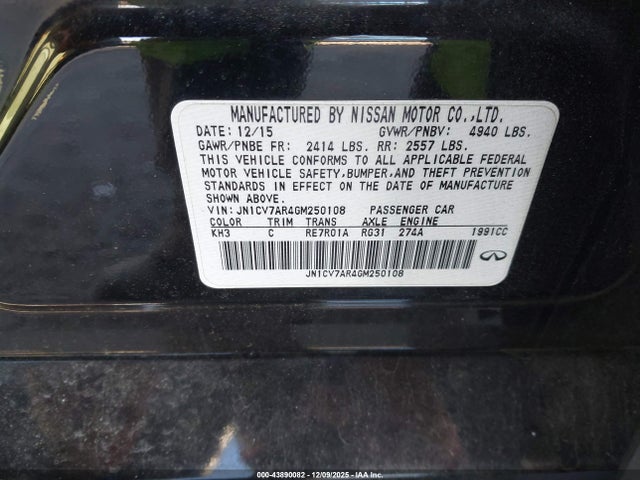 MANUFACTURED BY NISSAN MOTOR CO.,LTD.
DATE: 12/15 GVWR/PNBV: 4940 LBS.
GAWR/PNBE FR: 2414 LBS. RR: 2557 LBS.
THIS VEHICLE CONFORMS TO ALL APPLICABLE FEDERAL
MOTOR VEHICLE SAFETY,BUMPER,AND THEFT PREVENTION
STANDARDS IN EFFECT ON THE DATE OF MANUFACTURE
SHOWN ABOVE.
VIN: JN1CV7AR4GM250108 PASSENGER CAR
COLOR TRIM TRANS AXLE ENGINE
KH3 C RE7R01A RG31 274A 1991CC
JN1CV7AR4GM250108
000-43890082 - 12/09/2025 - IAA Inc.